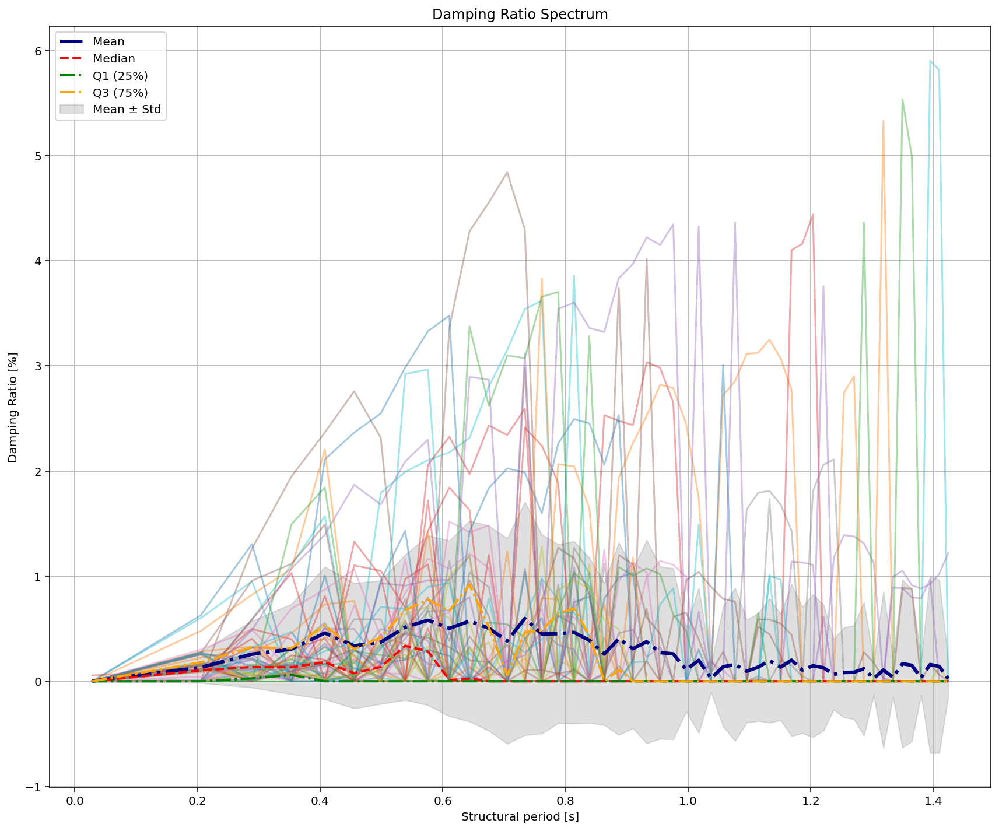 Damping Ratio Spectrum
Mean
Median
Q1 (25%)
Q3 (75%)
Mean ± Std
6
5
4
3
2
1
0
−1
Damping Ratio [%]
0.0 0.2 0.4 0.6 0.8 1.0 1.2 1.4
Structural period [s]